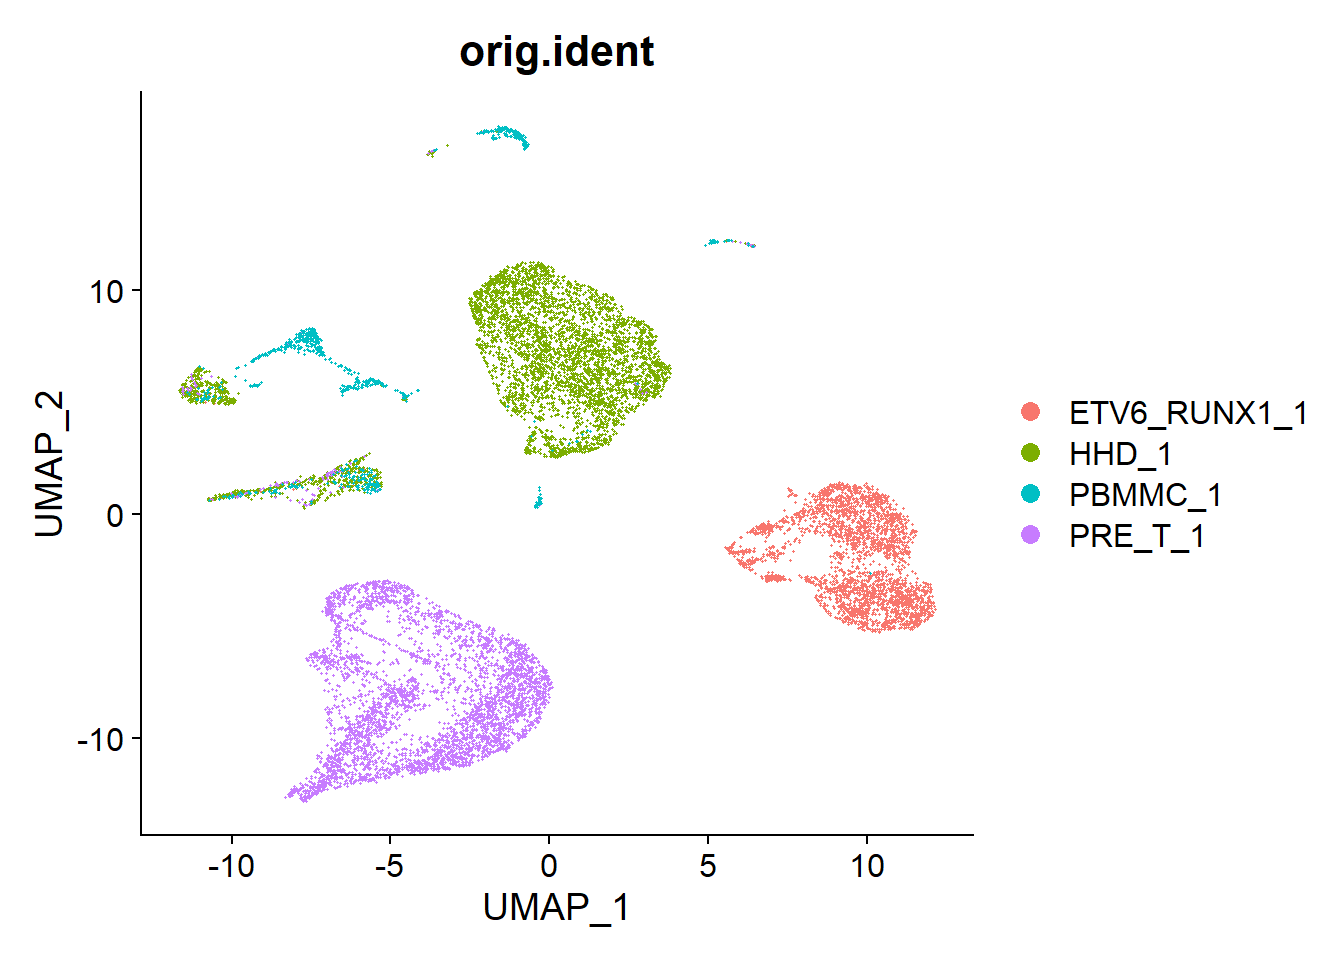 orig.ident
10
0
-10
UMAP_2
-10
-5
0
5
10
UMAP_1
ETV6_RUNX1_1
HHD_1
PBMMC_1
PRE_T_1